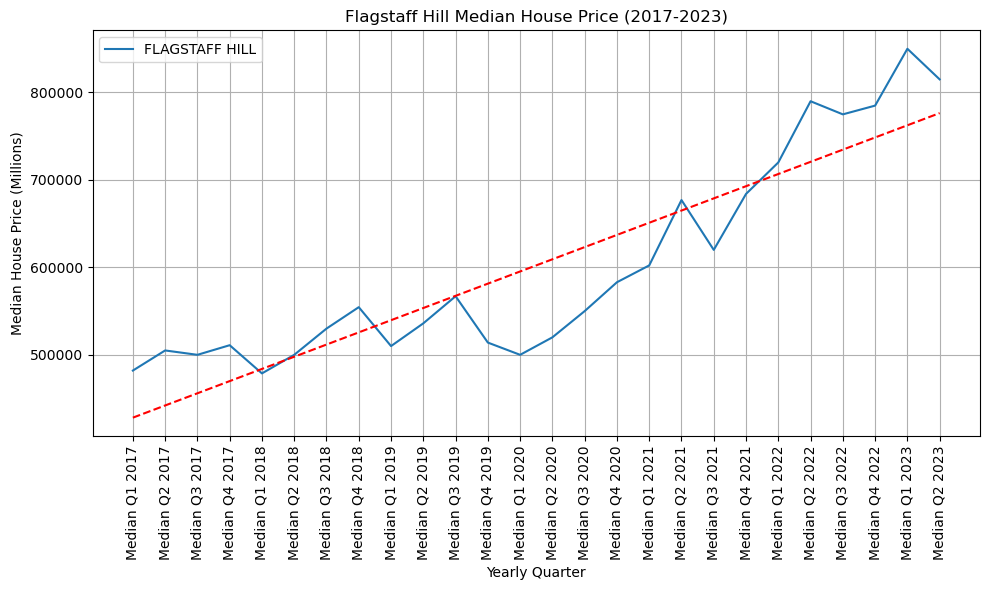 Flagstaff Hill Median House Price (2017-2023)
FLAGSTAFF HILL
Median House Price (Millions)
800000
700000
600000
500000
Median Q1 2017
Median Q2 2017
Median Q3 2017
Median Q4 2017
Median Q1 2018
Median Q2 2018
Median Q3 2018
Median Q4 2018
Median Q1 2019
Median Q2 2019
Median Q3 2019
Median Q4 2019
Median Q1 2020
Median Q2 2020
Median Q3 2020
Median Q4 2020
Median Q1 2021
Median Q2 2021
Median Q3 2021
Median Q4 2021
Median Q1 2022
Median Q2 2022
Median Q3 2022
Median Q4 2022
Median Q1 2023
Median Q2 2023
Yearly Quarter